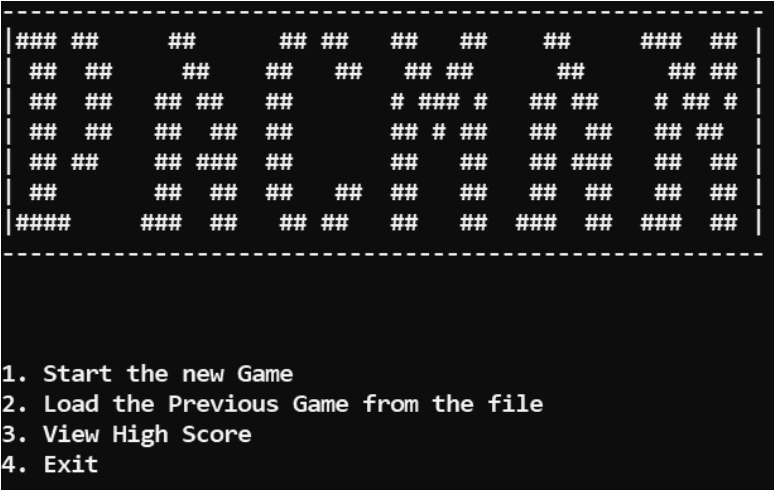 PACMAN
1. Start the new Game
2. Load the Previous Game from the file
3. View High Score
4. Exit